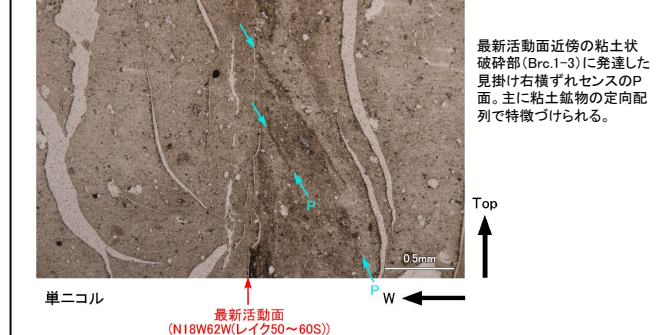 最新活動面近傍の粘土状
破砕部(Brc.1-3)に発達した
見掛け右横ずれセンスのP
面。主に粘土鉱物の定向配
列で特徴づけられる。
P
Top
0.5mm
P
単ニコル
W
最新活動面
(N18W62W(レイク50～60S))